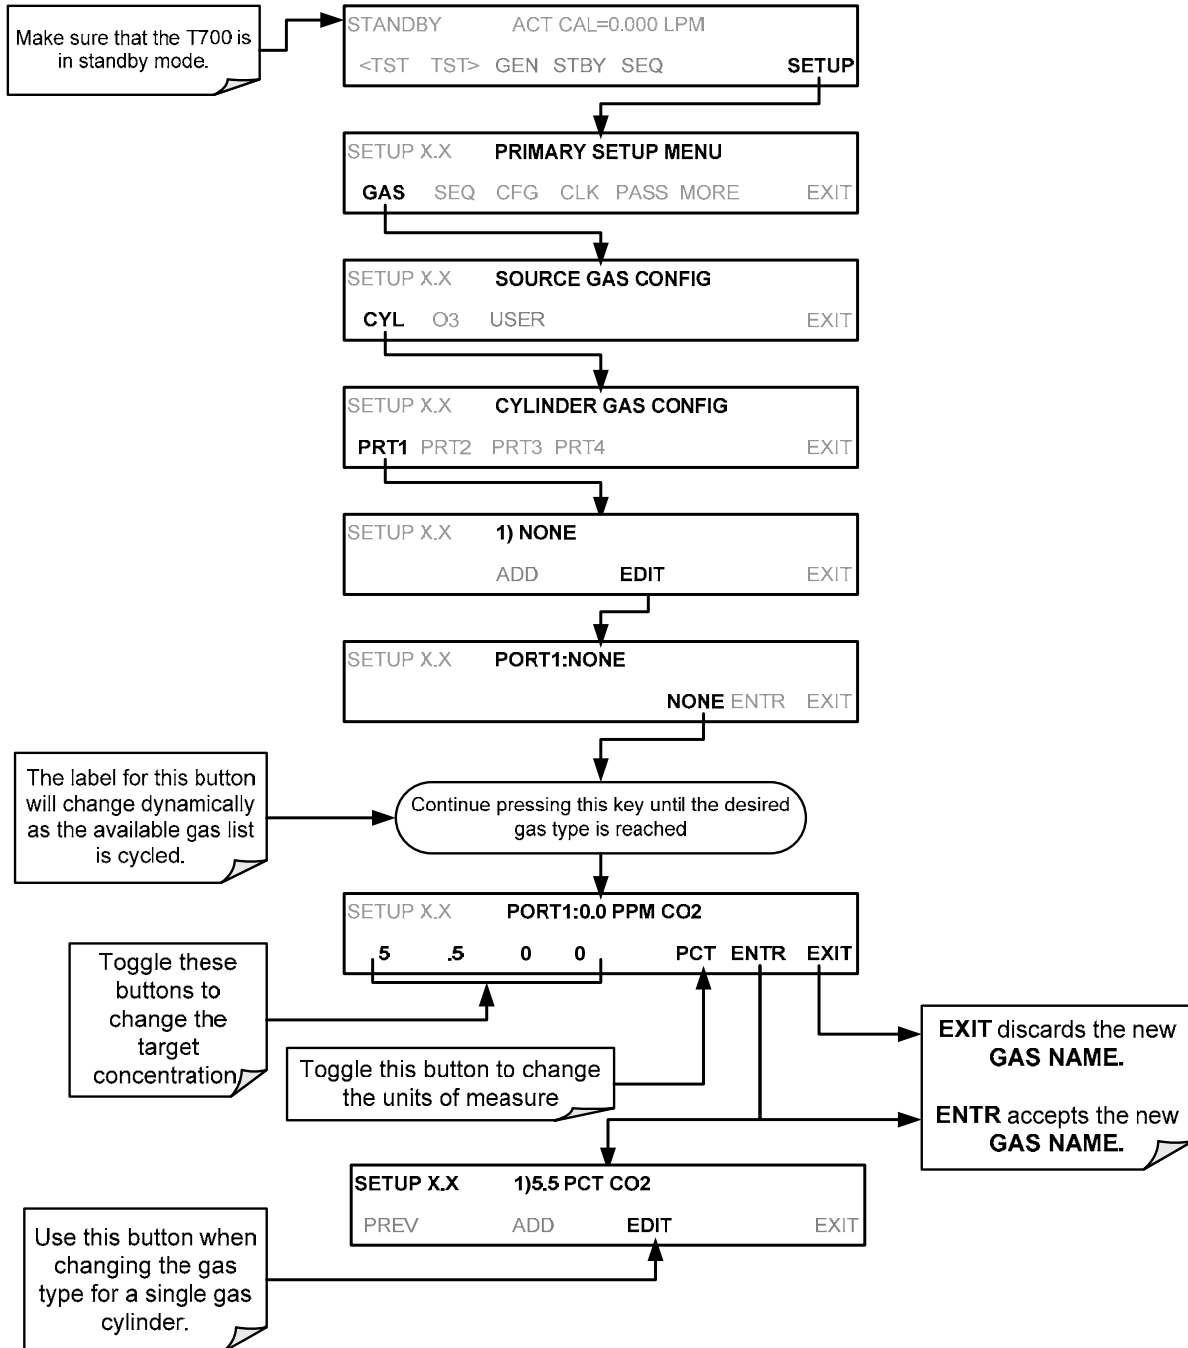 Make sure that the T700 is
in standby mode.
STANDBY ACT CAL=0.000 LPM
<TST TST> GEN STBY SEQ SETUP
SETUP X.X PRIMARY SETUP MENU
GAS SEQ CFG CLK PASS MORE EXIT
SETUP X.X SOURCE GAS CONFIG
CYL O3 USER EXIT
SETUP X.X CYLINDER GAS CONFIG
PRT1 PRT2 PRT3 PRT4 EXIT
SETUP X.X 1) NONE
ADD EDIT EXIT
SETUP X.X PORT1:NONE
NONE ENTR EXIT
The label for this button
will change dynamically
as the available gas list
is cycled.
Continue pressing this key until the desired
gas type is reached
SETUP X.X PORT1:0.0 PPM CO2
5 .5 0 0 PCT ENTR EXIT
Toggle these
buttons to
change the
target
concentration
Toggle this button to change
the units of measure
EXIT discards the new
GAS NAME.
ENTR accepts the new
GAS NAME.
SETUP X.X 1)5.5 PCT CO2
PREV ADD EDIT EXIT
Use this button when
changing the gas
type for a single gas
cylinder.